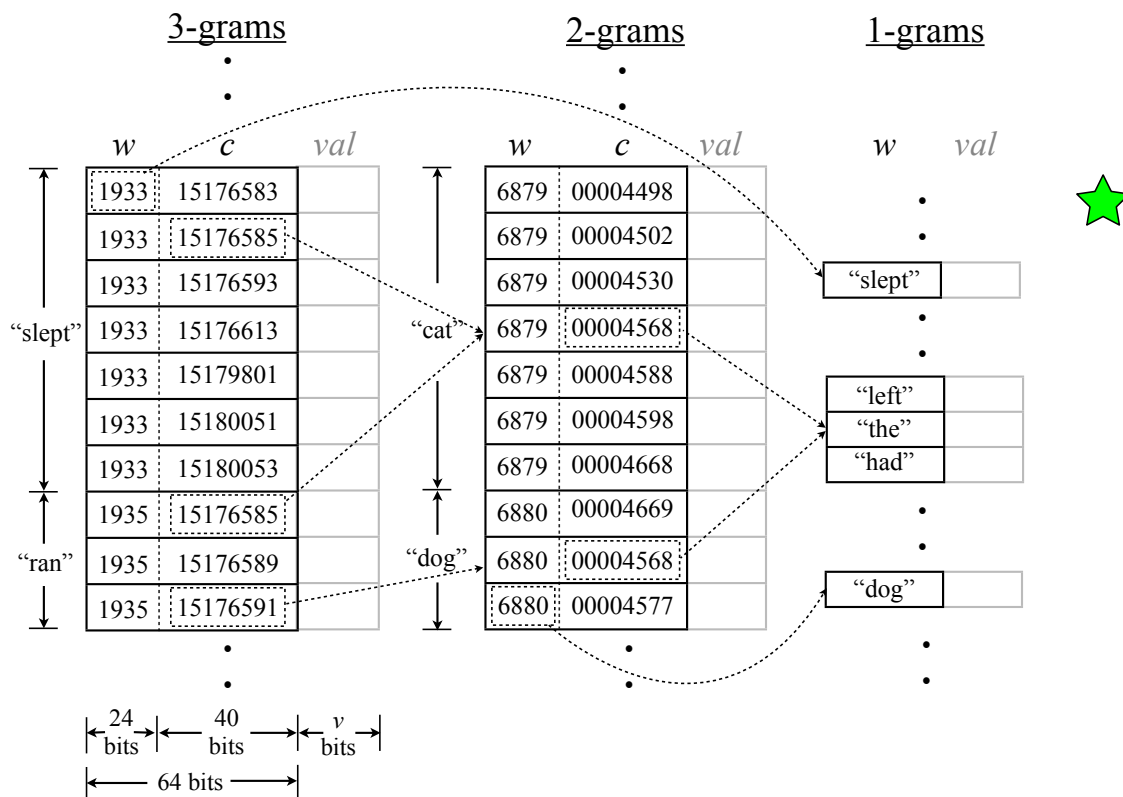 3-grams 2-grams 1-grams
w c val w c val w val
1933 15176583 6879 00004498
1933 15176585 6879 00004502
1933 15176593 6879 00004530 “slept”
“slept” 1933 15176613 “cat” 6879 00004568
1933 15179801 6879 00004588 “left”
1933 15180051 6879 00004598 “the”
1933 15180053 6879 00004668 “had”
1935 15176585 6880 00004669
“ran” 1935 15176589 “dog” 6880 00004568
1935 15176591 6880 00004577 “dog”
24 40 v
bits bits bits
64 bits